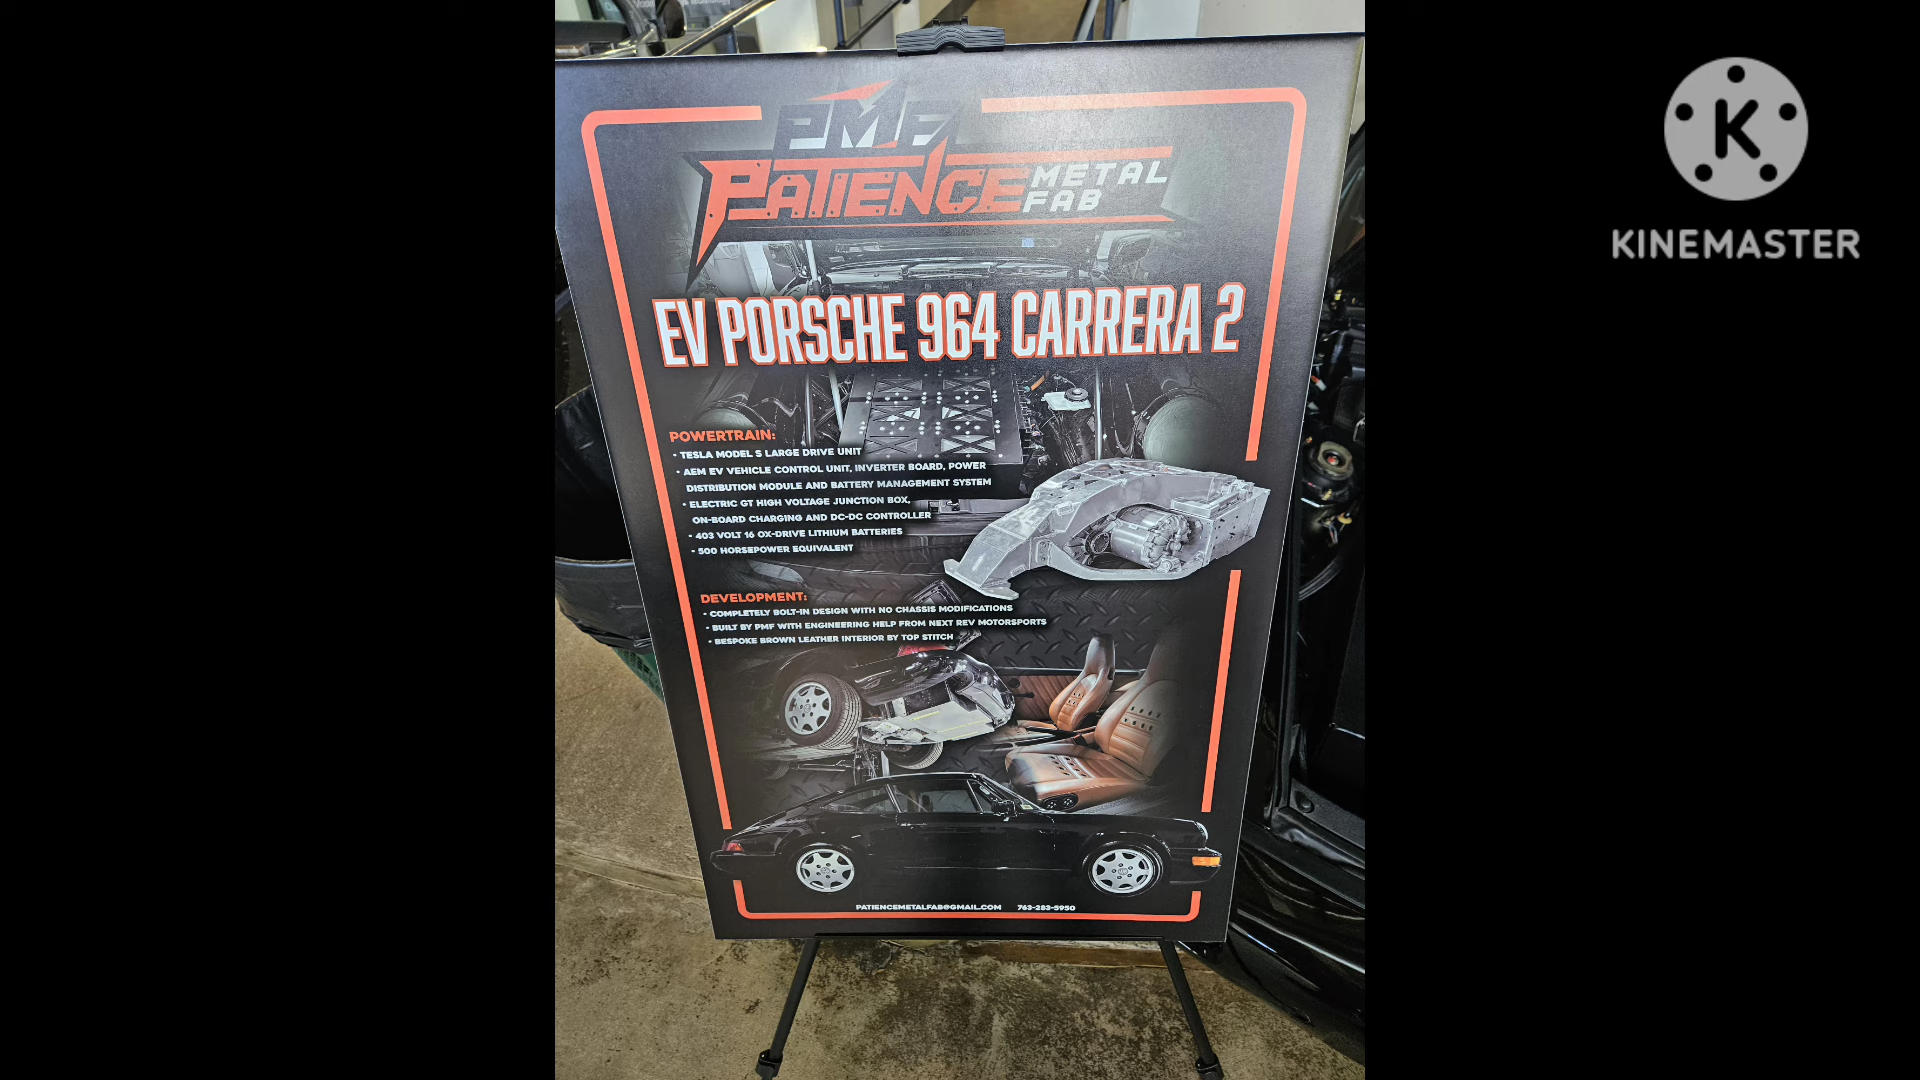 PMF
PATIENCE METAL
FAB
EV PORSCHE 964 CARRERA 2
POWERTRAIN:
• TESLA MODEL S LARGE DRIVE UNIT
• AEM EV VEHICLE CONTROL UNIT, INVERTER BOARD, POWER
DISTRIBUTION MODULE AND BATTERY MANAGEMENT SYSTEM
• ELECTRIC GT HIGH VOLTAGE JUNCTION BOX,
ON-BOARD CHARGING AND DC-DC CONTROLLER
• 403 VOLT 16 OX-DRIVE LITHIUM BATTERIES
• 500 HORSEPOWER EQUIVALENT
DEVELOPMENT:
• COMPLETELY BOLT-IN DESIGN WITH NO CHASSIS MODIFICATIONS
• BUILT BY PMF WITH ENGINEERING HELP FROM NEXT REV MOTORSPORTS
• BESPOKE BROWN LEATHER INTERIOR BY TOP STITCH
PATIENCEMETALFAB@GMAIL.COM 763-283-5950
K
KINEMASTER